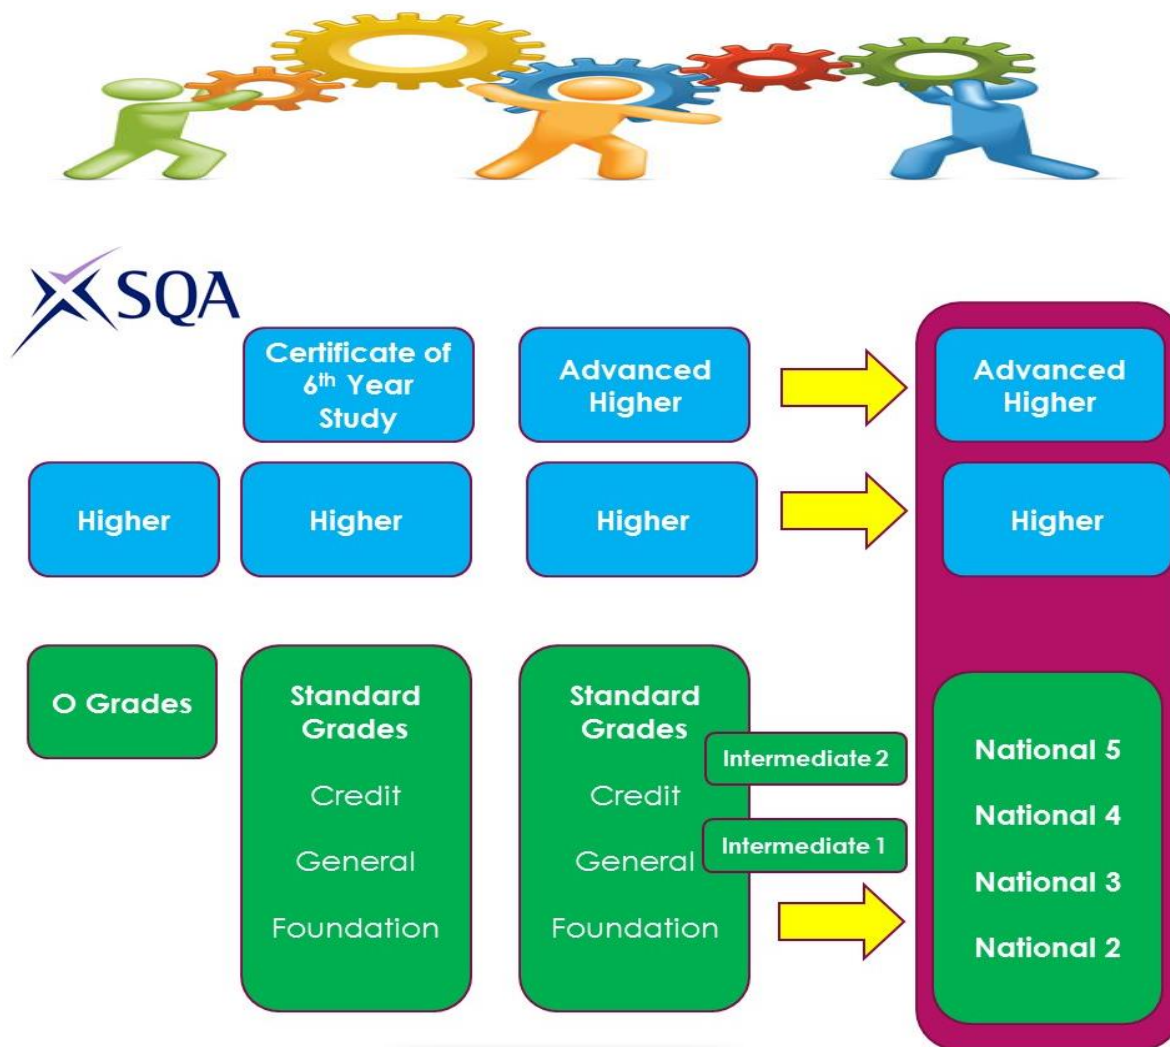 SQA
Certificate of
6th Year
Study
Advanced
Higher
Advanced
Higher
Higher
Higher
Higher
Higher
O Grades
Standard
Grades
Credit
General
Foundation
Standard
Grades
Credit
General
Foundation
Intermediate 2
Intermediate 1
National 5
National 4
National 3
National 2